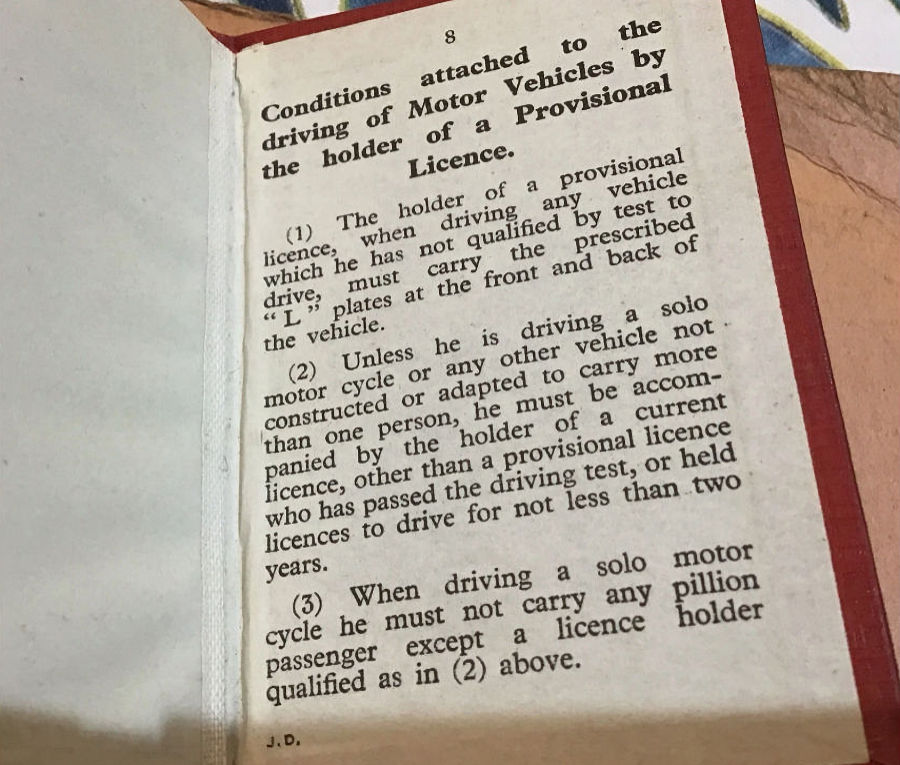 8
Conditions attached to the
driving of Motor Vehicles by
the holder of a Provisional
Licence.
(1) The holder of a provisional
licence, when driving any vehicle
which he has not qualified by test to
drive, must carry the prescribed
“ L ” plates at the front and back of
the vehicle.
(2) Unless he is driving a solo
motor cycle or any other vehicle not
constructed or adapted to carry more
than one person, he must be accom-
panied by the holder of a current
licence, other than a provisional licence
who has passed the driving test, or held
licences to drive for not less than two
years.
(3) When driving a solo motor
cycle he must not carry any pillion
passenger except a licence holder
qualified as in (2) above.
J.D.